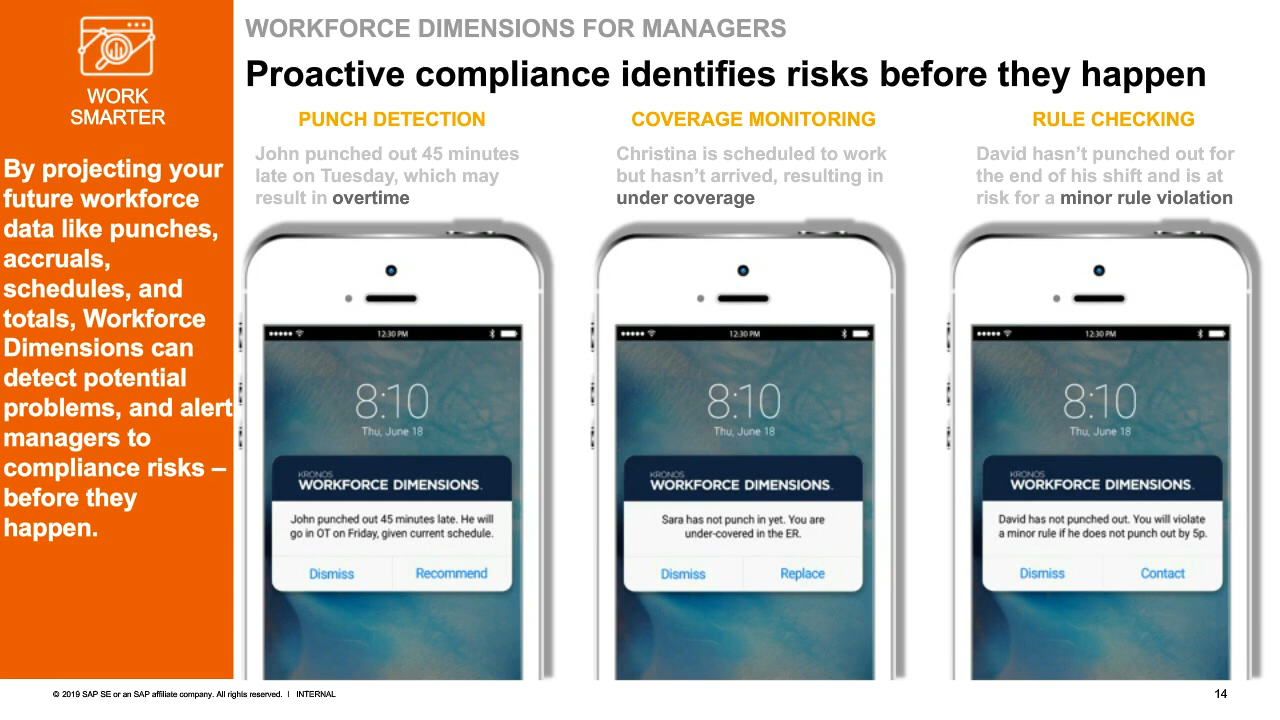 WORK
SMARTER
By projecting your
future workforce
data like punches,
accruals,
schedules, and
totals, Workforce
Dimensions can
detect potential
problems, and alert
managers to
compliance risks –
before they
happen.
WORKFORCE DIMENSIONS FOR MANAGERS
Proactive compliance identifies risks before they happen
PUNCH DETECTION
John punched out 45 minutes
late on Tuesday, which may
result in overtime
12:30 PM
8:10
Thu, June 18
KRONOS
WORKFORCE DIMENSIONS.
John punched out 45 minutes late. He will
go in OT on Friday, given current schedule.
Dismiss Recommend
COVERAGE MONITORING
Christina is scheduled to work
but hasn’t arrived, resulting in
under coverage
12:30 PM
8:10
Thu, June 18
KRONOS
WORKFORCE DIMENSIONS.
Sara has not punch in yet. You are
under-covered in the ER.
Dismiss Replace
RULE CHECKING
David hasn’t punched out for
the end of his shift and is at
risk for a minor rule violation
12:30 PM
8:10
Thu, June 18
KRONOS
WORKFORCE DIMENSIONS.
David has not punched out. You will violate
a minor rule if he does not punch out by 5p.
Dismiss Contact
© 2019 SAP SE or an SAP affiliate company. All rights reserved. ǀ INTERNAL
14